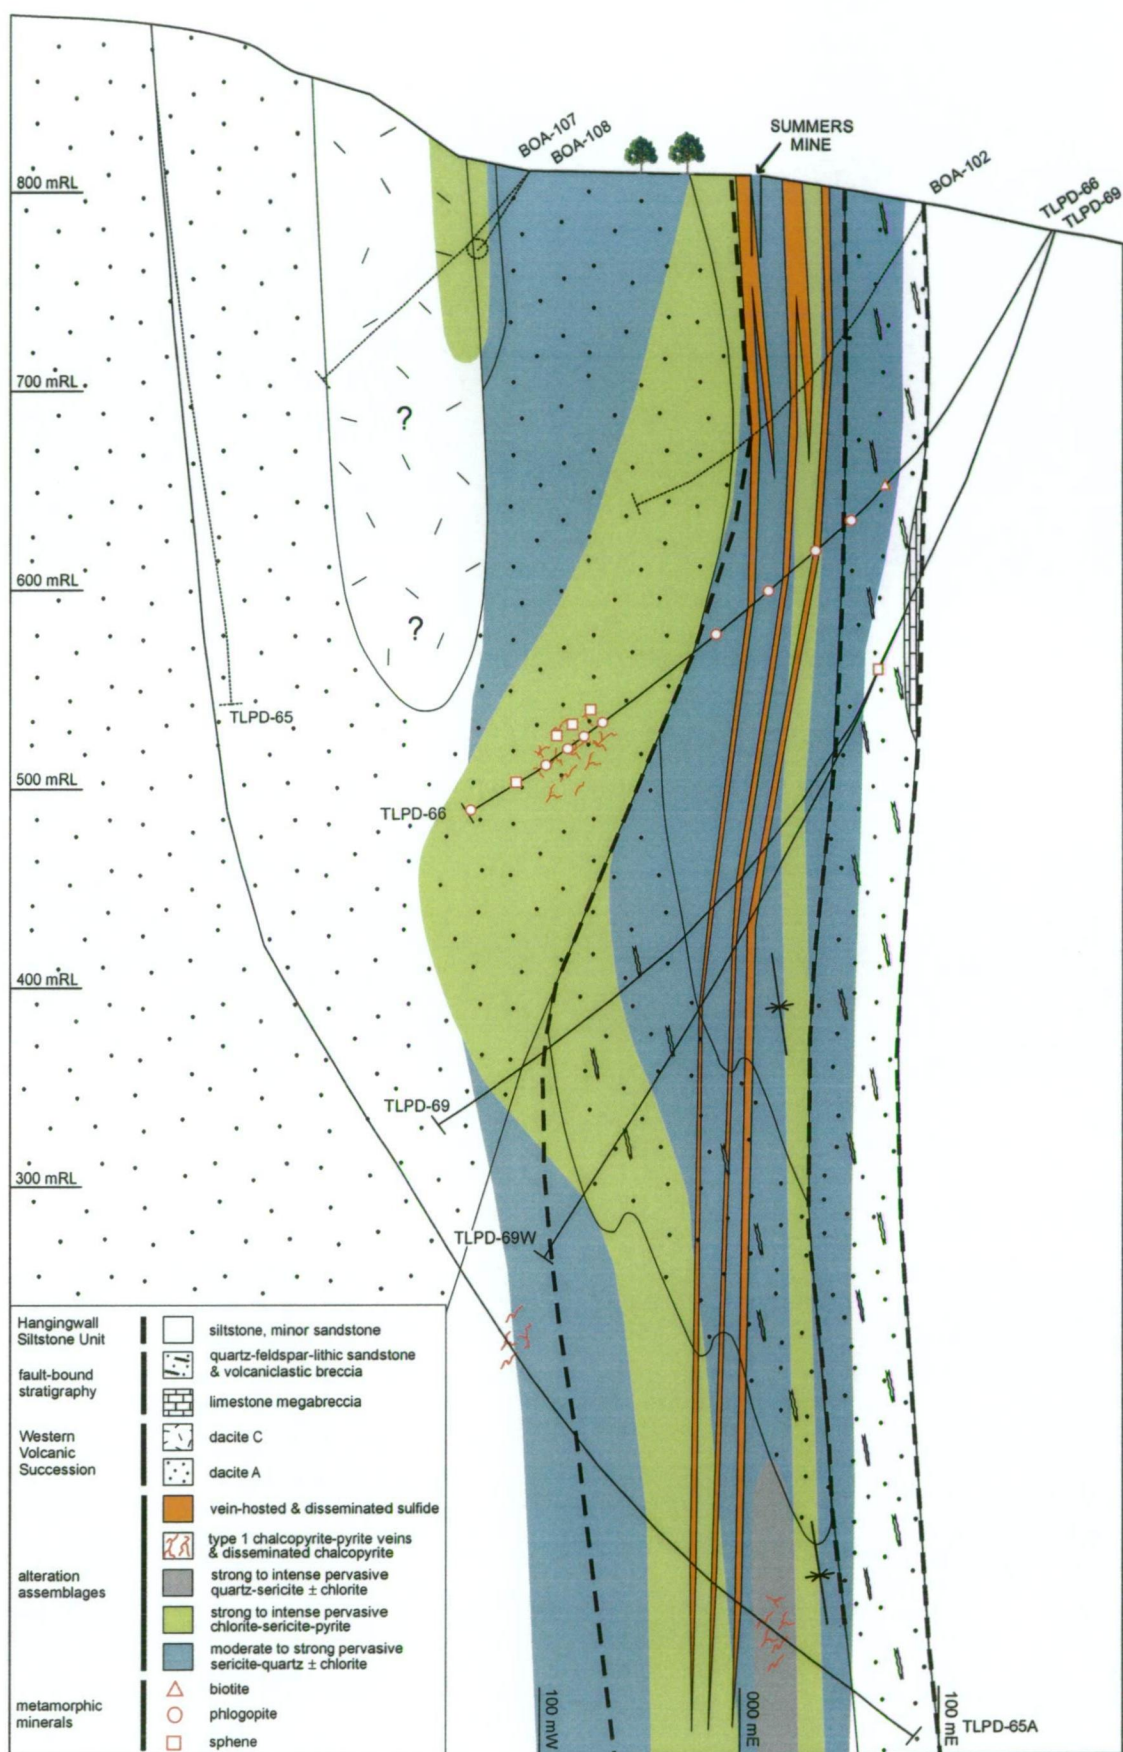 BOA-107
BOA-108
SUMMERS
MINE
BOA-102
TLPD-66
TLPD-69
800 mRL
700 mRL
?
600 mRL
?
TLPD-65
500 mRL
TLPD-66
400 mRL
TLPD-69
300 mRL
TLPD-69W
Hangingwall
Siltstone Unit
siltstone, minor sandstone
fault-bound
stratigraphy
quartz-feldspar-lithic sandstone
& volcaniclastic breccia
limestone megabreccia
Western
Volcanic
Succession
dacite C
dacite A
alteration
assemblages
vein-hosted & disseminated sulfide
type 1 chalcopyrite-pyrite veins
& disseminated chalcopyrite
strong to intense pervasive
quartz-sericite ± chlorite
strong to intense pervasive
chlorite-sericite-pyrite
moderate to strong pervasive
sericite-quartz ± chlorite
metamorphic
minerals
biotite
phlogopite
sphene
100 mW
000 mE
100 mE
TLPD-65A